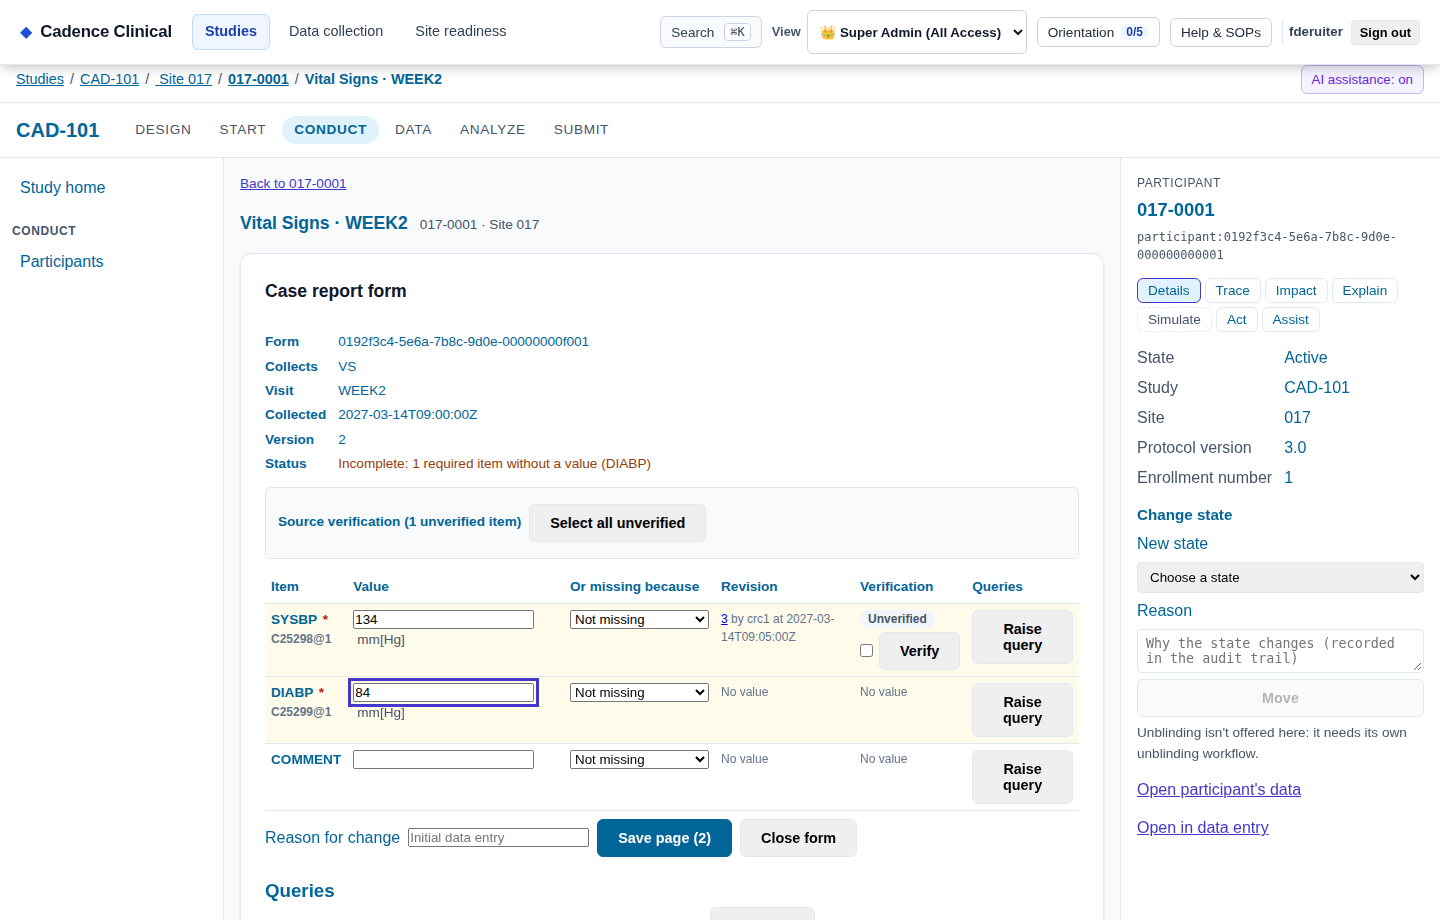 ◆ Cadence Clinical Studies Data collection Site readiness Search ⌘K View 👑 Super Admin (All Access) Orientation 0/5 Help & SOPs fderuiter Sign out
Studies / CAD-101 / Site 017 / 017-0001 / Vital Signs · WEEK2 AI assistance: on
CAD-101 DESIGN START CONDUCT DATA ANALYZE SUBMIT
Study home
CONDUCT
Participants
Back to 017-0001
Vital Signs · WEEK2 017-0001 · Site 017
Case report form
Form 0192f3c4-5e6a-7b8c-9d0e-00000000f001
Collects VS
Visit WEEK2
Collected 2027-03-14T09:00:00Z
Version 2
Status Incomplete: 1 required item without a value (DIABP)
Source verification (1 unverified item) Select all unverified
Item Value Or missing because Revision Verification Queries
SYSBP * 134 Not missing 3 by crc1 at 2027-03- Unverified Raise
C25298@1 mm[Hg] 14T09:05:00Z Verify query
DIABP * 84 Not missing No value No value Raise
C25299@1 mm[Hg] query
COMMENT Not missing No value No value Raise
query
Reason for change Initial data entry Save page (2) Close form
Queries
PARTICIPANT
017-0001
participant:0192f3c4-5e6a-7b8c-9d0e-
000000000001
Details Trace Impact Explain
Simulate Act Assist
State Active
Study CAD-101
Site 017
Protocol version 3.0
Enrollment number 1
Change state
New state
Choose a state
Reason
Why the state changes (recorded
in the audit trail)
Move
Unblinding isn't offered here: it needs its own
unblinding workflow.
Open participant's data
Open in data entry